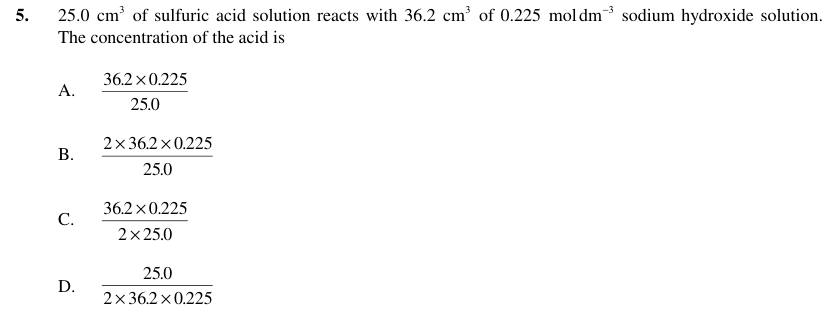 5. 25.0 cm³ of sulfuric acid solution reacts with 36.2 cm³ of 0.225 mol dm⁻³ sodium hydroxide solution.
The concentration of the acid is
A. 36.2 × 0.225
25.0
B. 2 × 36.2 × 0.225
25.0
C. 36.2 × 0.225
2 × 25.0
D. 25.0
2 × 36.2 × 0.225